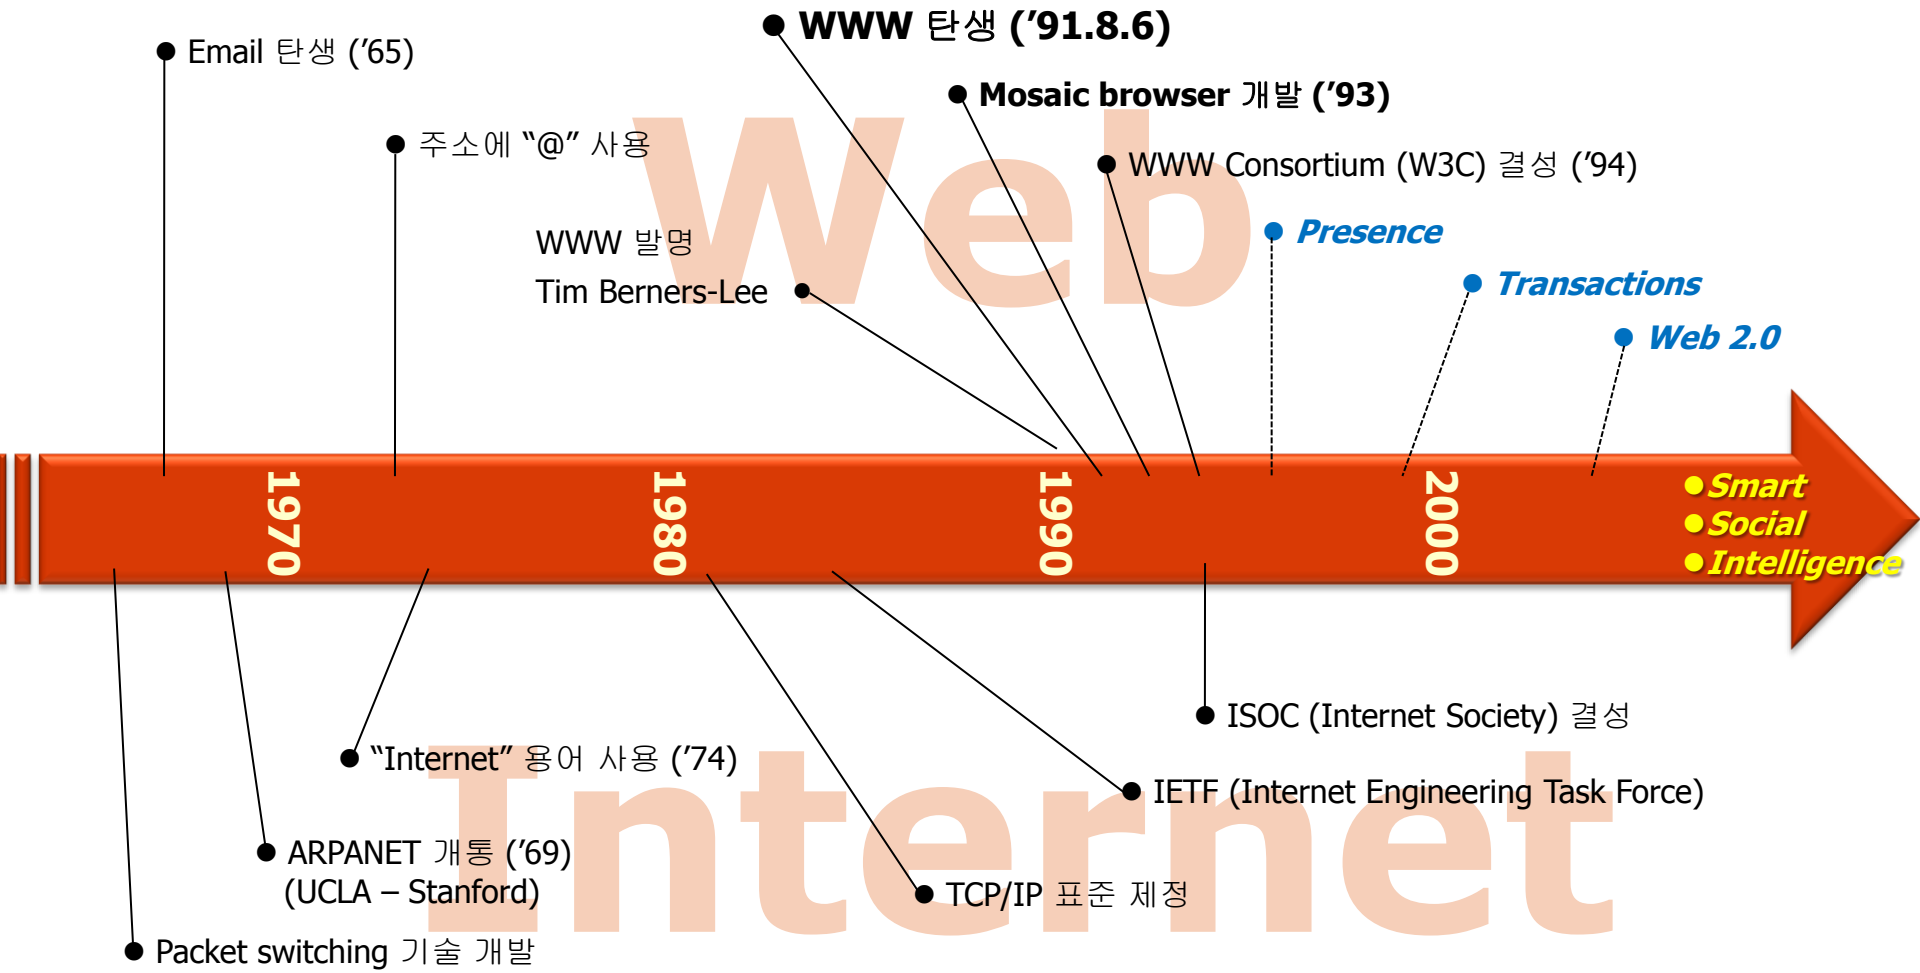 WWW 탄생 (’91.8.6)
Email 탄생 (’65)
Mosaic browser 개발 (’93)
주소에 “@” 사용
WWW Consortium (W3C) 결성 (’94)
Web
WWW 발명
Tim Berners-Lee
Presence
Transactions
Web 2.0
1970
1980
1990
2000
Smart
Social
Intelligence
ISOC (Internet Society) 결성
“Internet” 용어 사용 (’74)
IETF (Internet Engineering Task Force)
Internet
ARPANET 개통 (’69)
(UCLA – Stanford)
TCP/IP 표준 제정
Packet switching 기술 개발